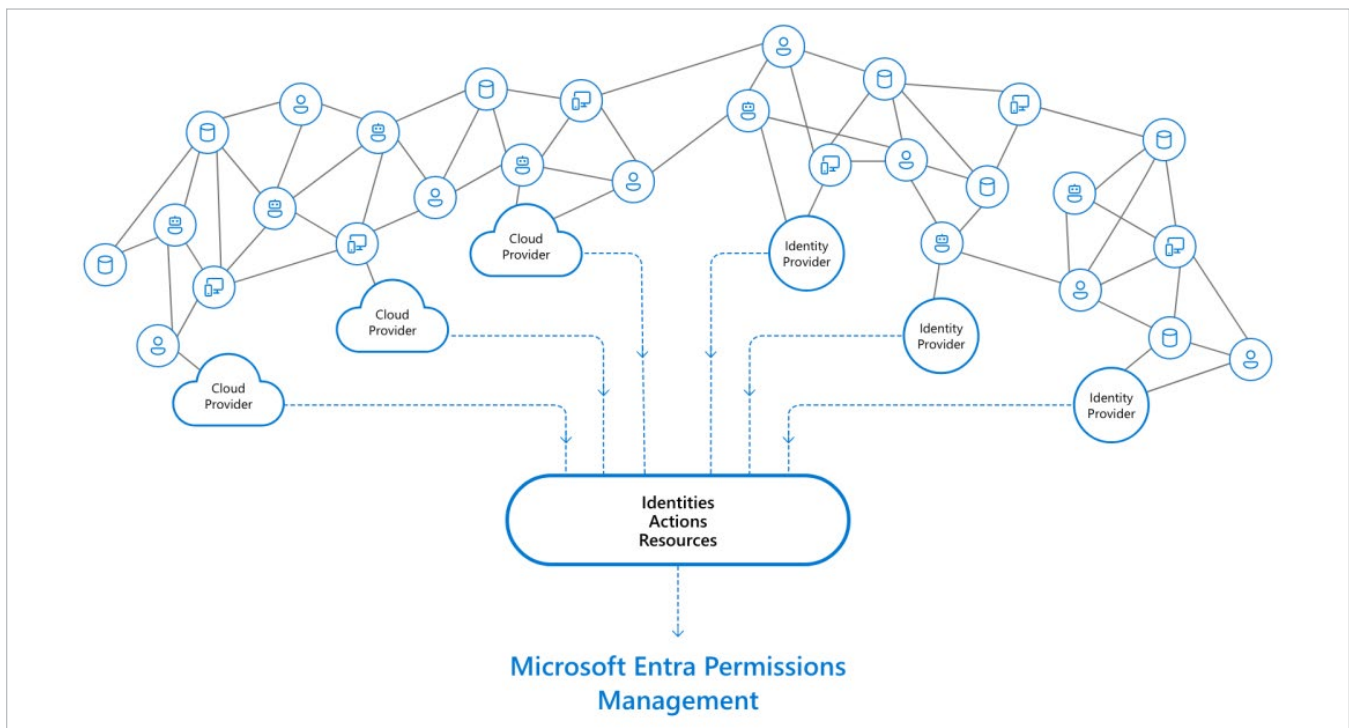 Cloud
Provider
Identity
Provider
Cloud
Provider
Identity
Provider
Cloud
Provider
Identity
Provider
Identities
Actions
Resources
Microsoft Entra Permissions
Management